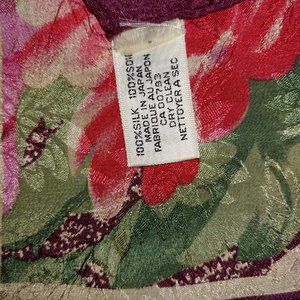 100%SILK 100%SOIE
MADE IN JAPAN
FABRIQUE AU JAPON
CA 00793
DRY CLEAN
NETTOYER A SEC